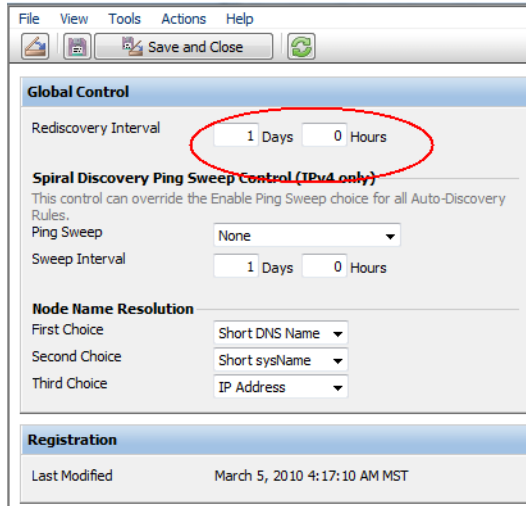 File View Tools Actions Help
Save and Close
Global Control
Rediscovery Interval 1 Days 0 Hours
Spiral Discovery Ping Sweep Control (IPv4 only)
This control can override the Enable Ping Sweep choice for all Auto-Discovery
Rules.
Ping Sweep None
Sweep Interval 1 Days 0 Hours
Node Name Resolution
First Choice Short DNS Name
Second Choice Short sysName
Third Choice IP Address
Registration
Last Modified March 5, 2010 4:17:10 AM MST